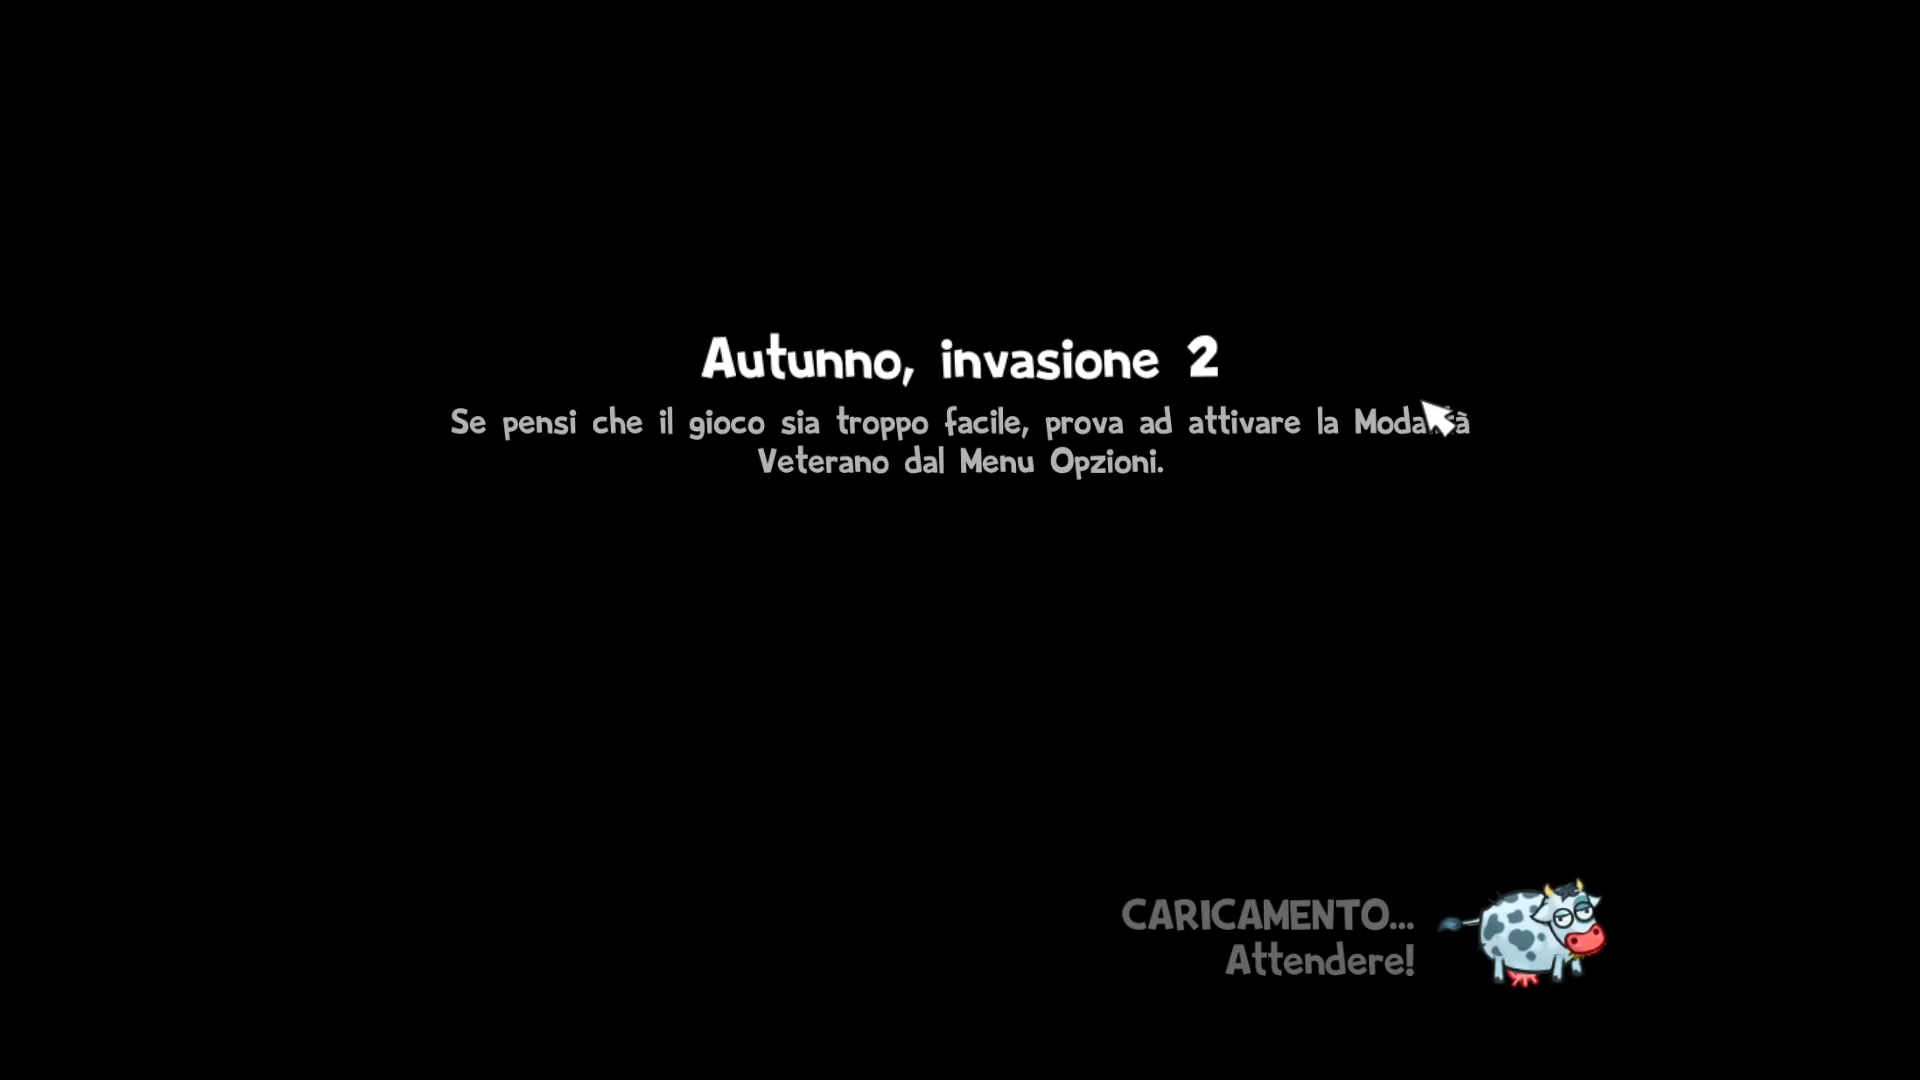 Autunno, invasione 2
Se pensi che il gioco sia troppo facile, prova ad attivare la Modalità
Veterano dal Menu Opzioni.
CARICAMENTO...
Attendere!